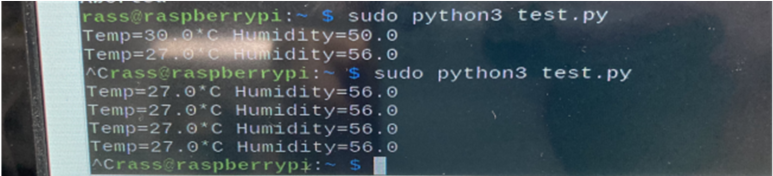 rass@raspberrypi:~ $ sudo python3 test.py
Temp=30.0*C Humidity=50.0
Temp=27.0*C Humidity=56.0
^Crass@raspberrypi:~ $ sudo python3 test.py
Temp=27.0*C Humidity=56.0
Temp=27.0*C Humidity=56.0
Temp=27.0*C Humidity=56.0
Temp=27.0*C Humidity=56.0
^Crass@raspberrypi:~ $